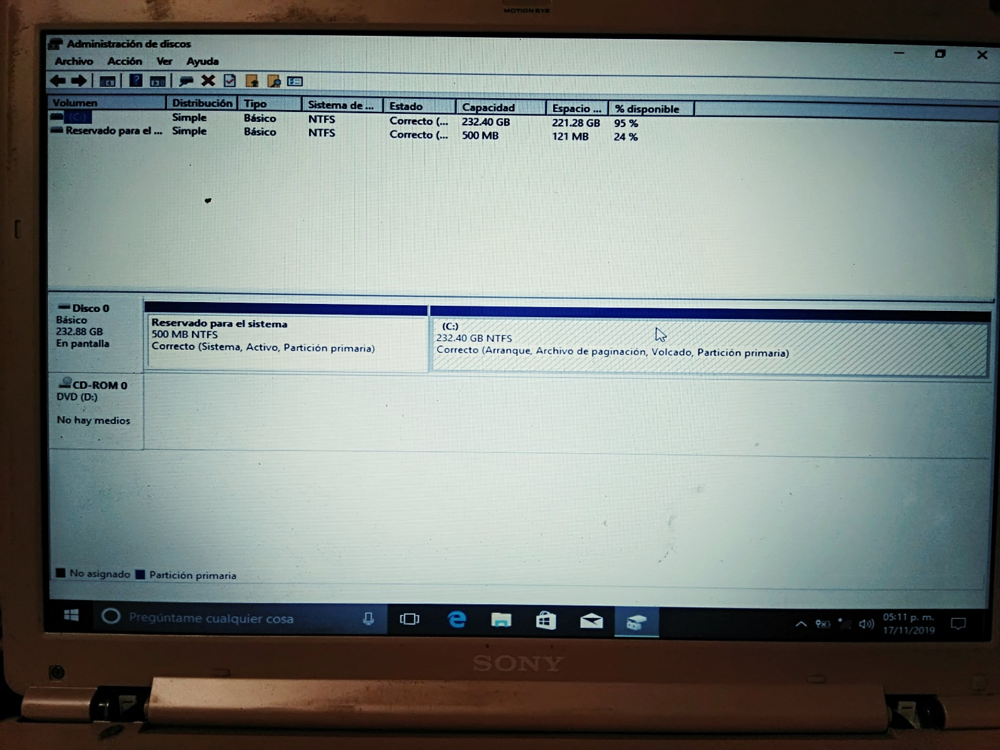 MOTION EYE
Administración de discos
Archivo Acción Ver Ayuda
Volumen Distribución Tipo Sistema de ... Estado Capacidad Espacio ... % disponible
(C:) Simple Básico NTFS Correcto (... 232.40 GB 221.28 GB 95 %
Reservado para el ... Simple Básico NTFS Correcto (... 500 MB 121 MB 24 %
Disco 0
Básico
232.88 GB
En pantalla
Reservado para el sistema
500 MB NTFS
Correcto (Sistema, Activo, Partición primaria)
(C:)
232.40 GB NTFS
Correcto (Arranque, Archivo de paginación, Volcado, Partición primaria)
CD-ROM 0
DVD (D:)
No hay medios
No asignado Partición primaria
Pregúntame cualquier cosa
05:11 p. m.
17/11/2019
SONY